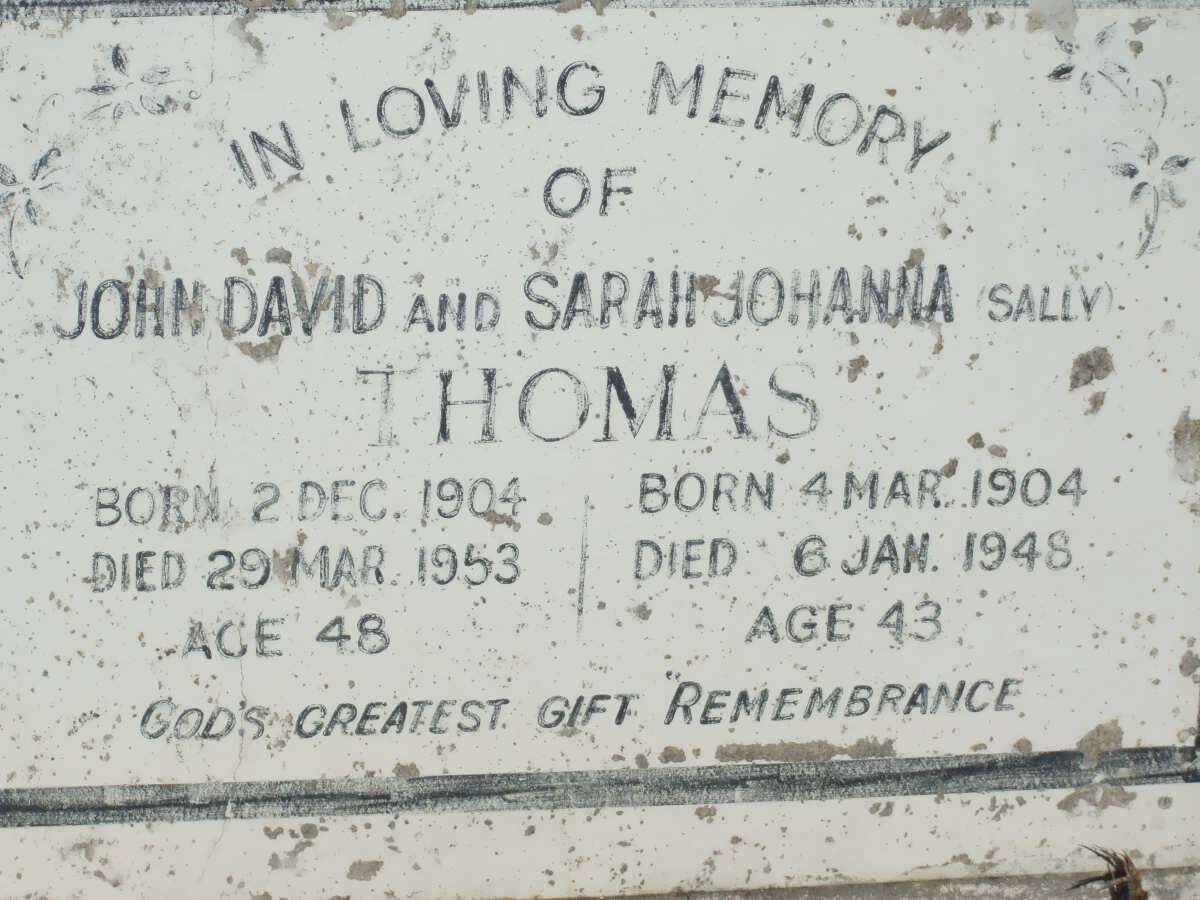 IN LOVING MEMORY
OF
JOHN DAVID AND SARAH JOHANNA (SALLY)
THOMAS
BORN 2 DEC. 1904
DIED 29 MAR. 1953
AGE 48
BORN 4 MAR. 1904
DIED 6 JAN. 1948
AGE 43
GOD'S GREATEST GIFT "REMEMBRANCE